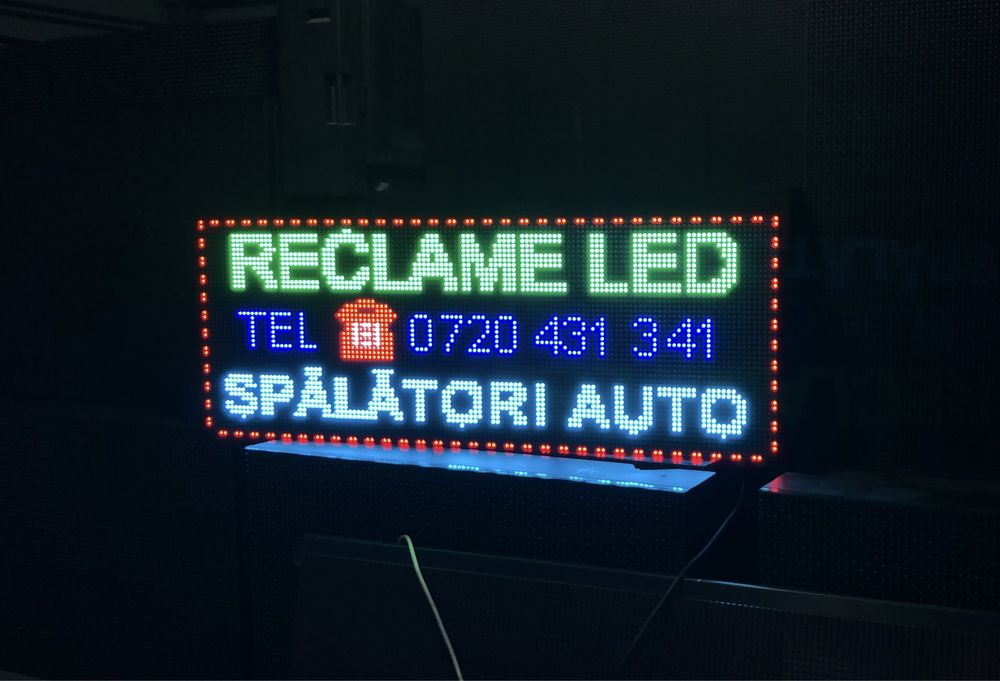 RECLAME LED
TEL 0720 431 341
SPĂLĂTORI AUTO